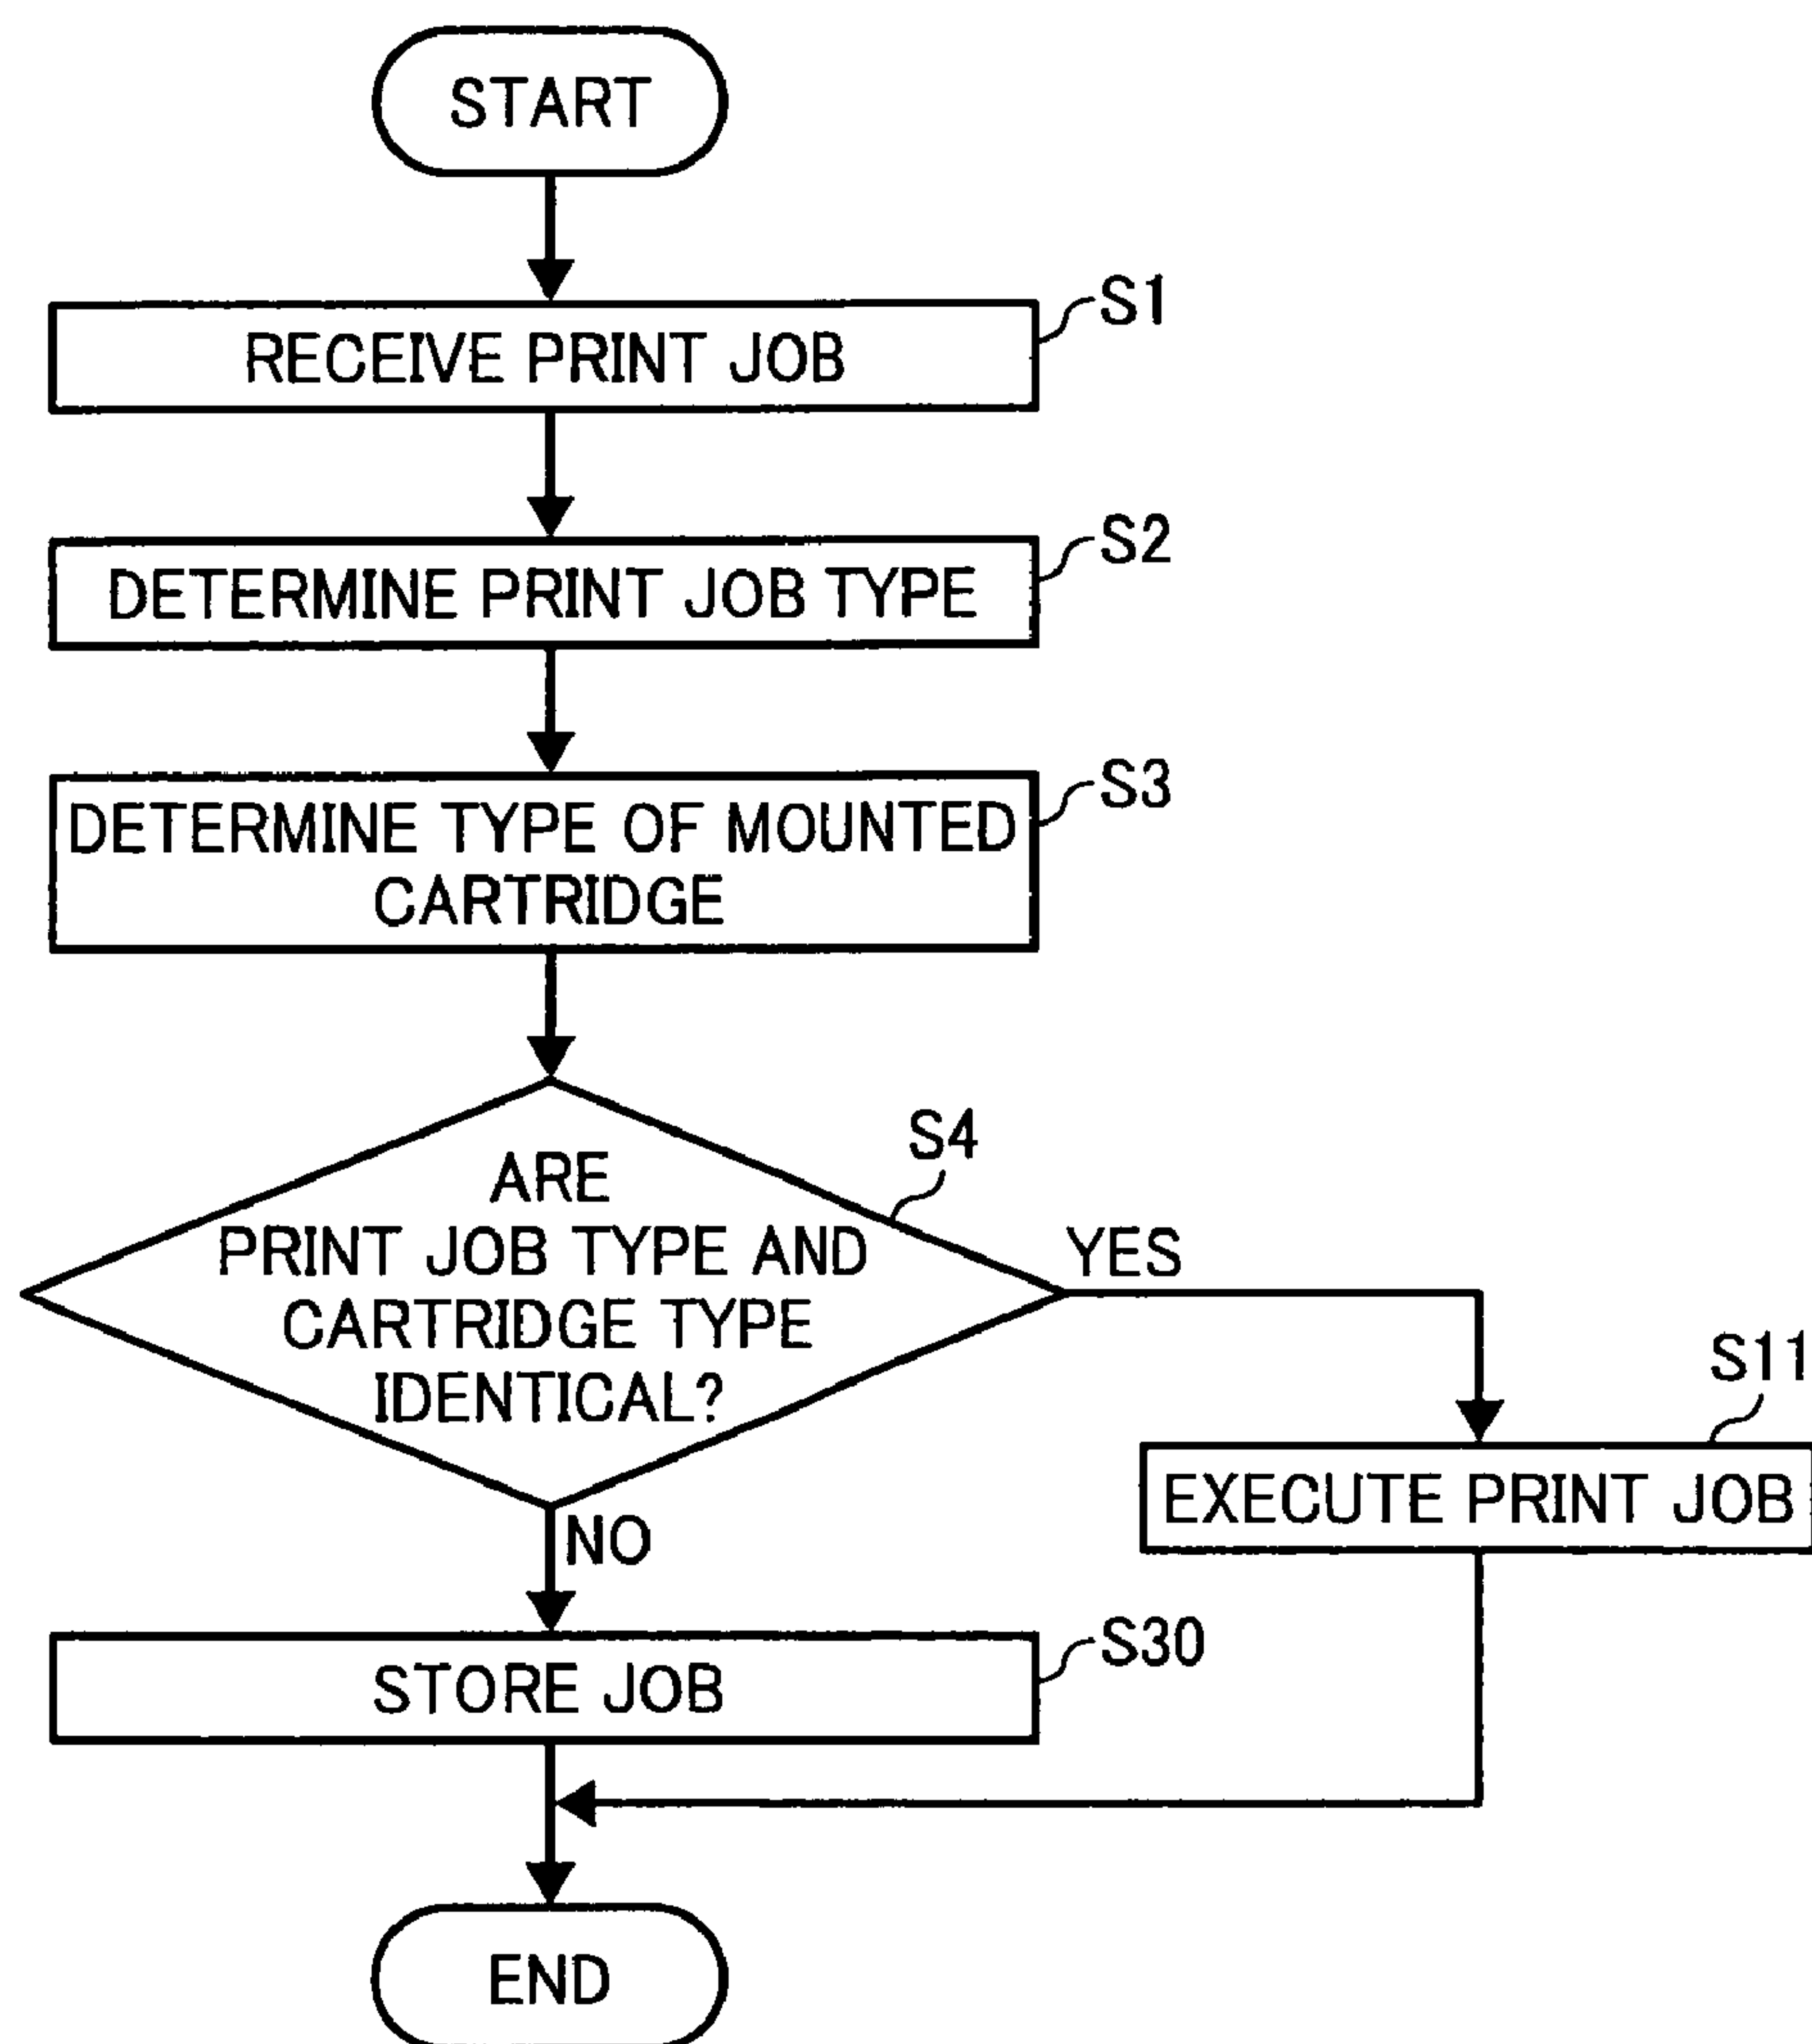 START
RECEIVE PRINT JOB
S1
DETERMINE PRINT JOB TYPE
S2
DETERMINE TYPE OF MOUNTED
CARTRIDGE
S3
ARE
PRINT JOB TYPE AND
CARTRIDGE TYPE
IDENTICAL?
S4
YES
S11
EXECUTE PRINT JOB
NO
STORE JOB
S30
END